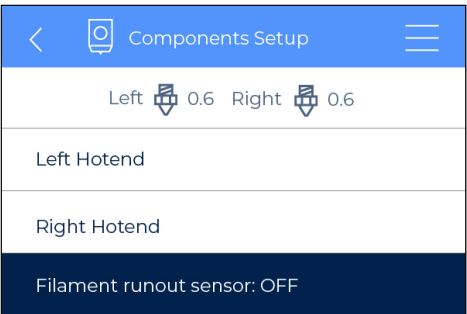 Components Setup
Left 0.6 Right 0.6
Left Hotend
Right Hotend
Filament runout sensor: OFF